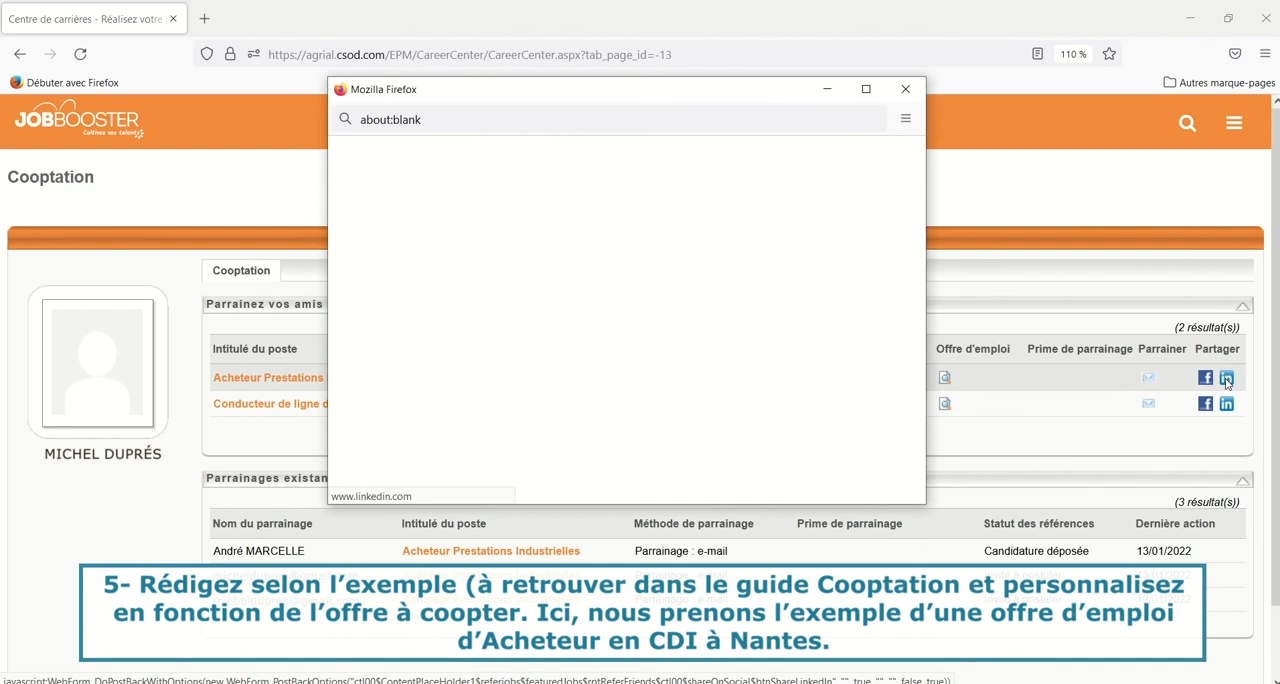 Centre de carrières - Réalisez votre
https://agrial.csod.com/EPM/CareerCenter/CareerCenter.aspx?tab_page_id=-13
110 %
Débuter avec Firefox
Autres marque-pages
Mozilla Firefox
about:blank
JOBBOOSTER
Cultivez vos talents
Cooptation
Cooptation
Parrainez vos amis
(2 résultat(s))
Intitulé du poste
Offre d'emploi
Prime de parrainage
Parrainer
Partager
Acheteur Prestations
Conducteur de ligne d
MICHEL DUPRÉS
www.linkedin.com
Parrainages existan
(3 résultat(s))
Nom du parrainage
Intitulé du poste
Méthode de parrainage
Prime de parrainage
Statut des références
Dernière action
André MARCELLE
Acheteur Prestations Industrielles
Parrainage : e-mail
Candidature déposée
13/01/2022
5- Rédigez selon l'exemple (à retrouver dans le guide Cooptation et personnalisez
en fonction de l'offre à coopter. Ici, nous prenons l'exemple d'une offre d'emploi
d'Acheteur en CDI à Nantes.